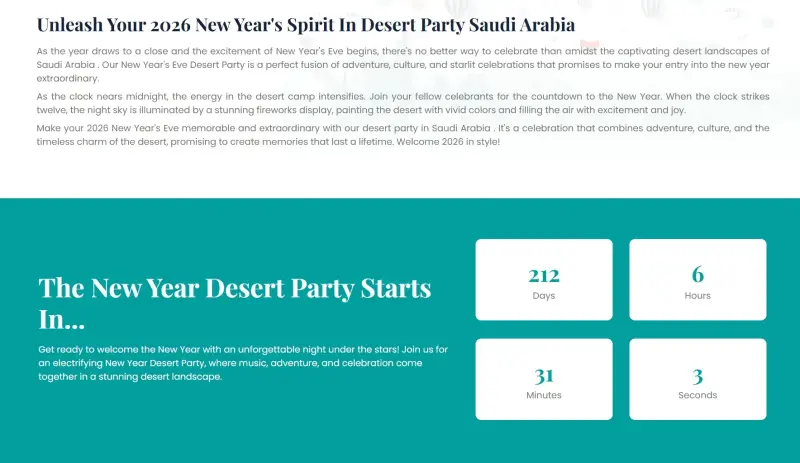 Unleash Your 2026 New Year's Spirit In Desert Party Saudi Arabia
As the year draws to a close and the excitement of New Year's Eve begins, there's no better way to celebrate than amidst the captivating desert landscapes of
Saudi Arabia . Our New Year's Eve Desert Party is a perfect fusion of adventure, culture, and starlit celebrations that promises to make your entry into the new year
extraordinary.
As the clock nears midnight, the energy in the desert camp intensifies. Join your fellow celebrants for the countdown to the New Year. When the clock strikes
twelve, the night sky is illuminated by a stunning fireworks display, painting the desert with vivid colors and filling the air with excitement and joy.
Make your 2026 New Year's Eve memorable and extraordinary with our desert party in Saudi Arabia . It's a celebration that combines adventure, culture, and the
timeless charm of the desert, promising to create memories that last a lifetime. Welcome 2026 in style!
The New Year Desert Party Starts
In...
Get ready to welcome the New Year with an unforgettable night under the stars! Join us for
an electrifying New Year Desert Party, where music, adventure, and celebration come
together in a stunning desert landscape.
212
Days
6
Hours
31
Minutes
3
Seconds